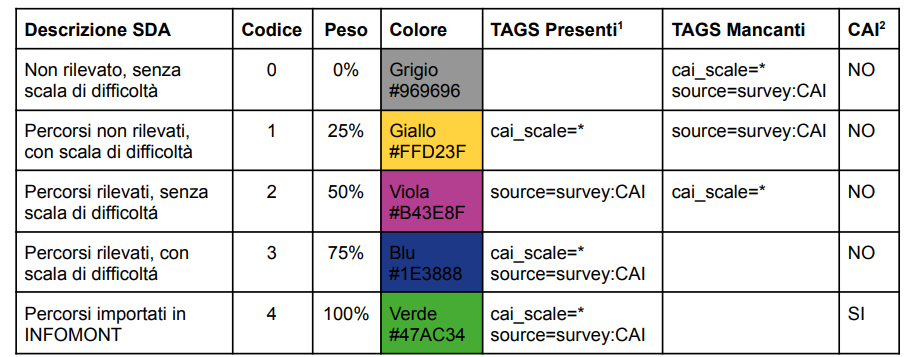 Descrizione SDA Codice Peso Colore TAGS Presenti¹ TAGS Mancanti CAI²
Non rilevato, senza scala di difficoltà 0 0% Grigio #969696 cai_scale=* source=survey:CAI NO
Percorsi non rilevati, con scala di difficoltà 1 25% Giallo #FFD23F cai_scale=* source=survey:CAI NO
Percorsi rilevati, senza scala di difficoltá 2 50% Viola #B43E8F source=survey:CAI cai_scale=* NO
Percorsi rilevati, con scala di difficoltá 3 75% Blu #1E3888 cai_scale=* source=survey:CAI NO
Percorsi importati in INFOMONT 4 100% Verde #47AC34 cai_scale=* source=survey:CAI SI